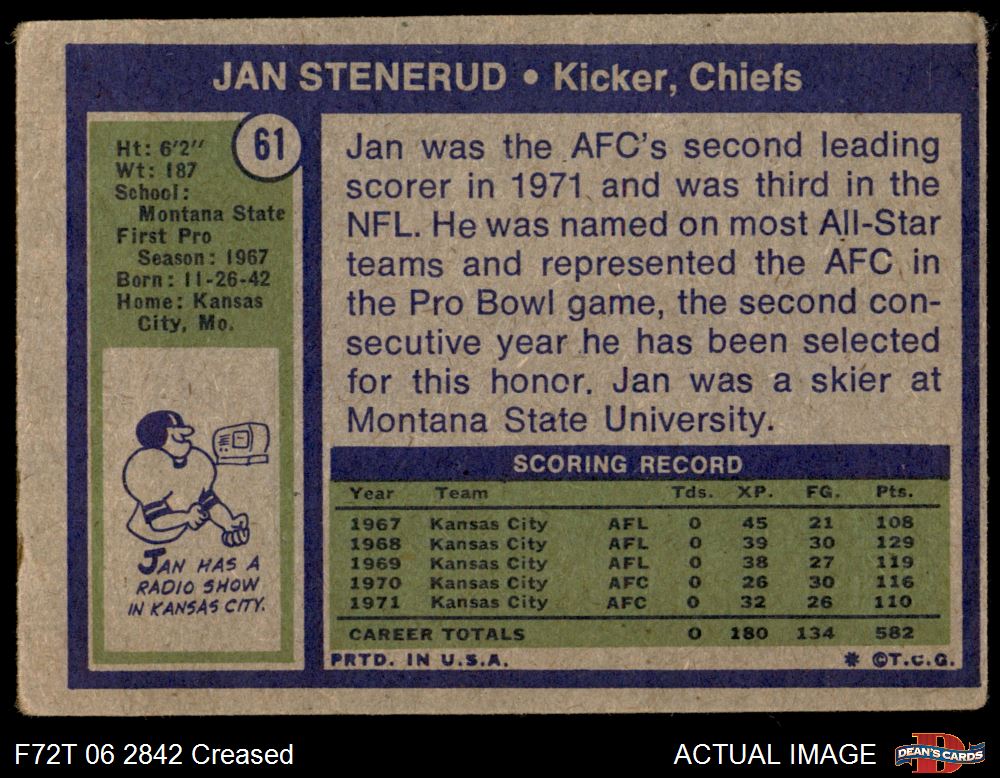 JAN STENERUD • Kicker, Chiefs
61
Ht: 6'2"
Wt: 187
School:
Montana State
First Pro
Season: 1967
Born: 11-26-42
Home: Kansas
City, Mo.
JAN HAS A
RADIO SHOW
IN KANSAS CITY.
Jan was the AFC's second leading
scorer in 1971 and was third in the
NFL. He was named on most All-Star
teams and represented the AFC in
the Pro Bowl game, the second con-
secutive year he has been selected
for this honor. Jan was a skier at
Montana State University.
SCORING RECORD
Year Team Tds. XP. FG. Pts.
1967 Kansas City AFL 0 45 21 108
1968 Kansas City AFL 0 39 30 129
1969 Kansas City AFL 0 38 27 119
1970 Kansas City AFC 0 26 30 116
1971 Kansas City AFC 0 32 26 110
CAREER TOTALS 0 180 134 582
PRTD. IN U.S.A. * ©T.C.G.
F72T 06 2842 Creased ACTUAL IMAGE DEAN'S CARDS